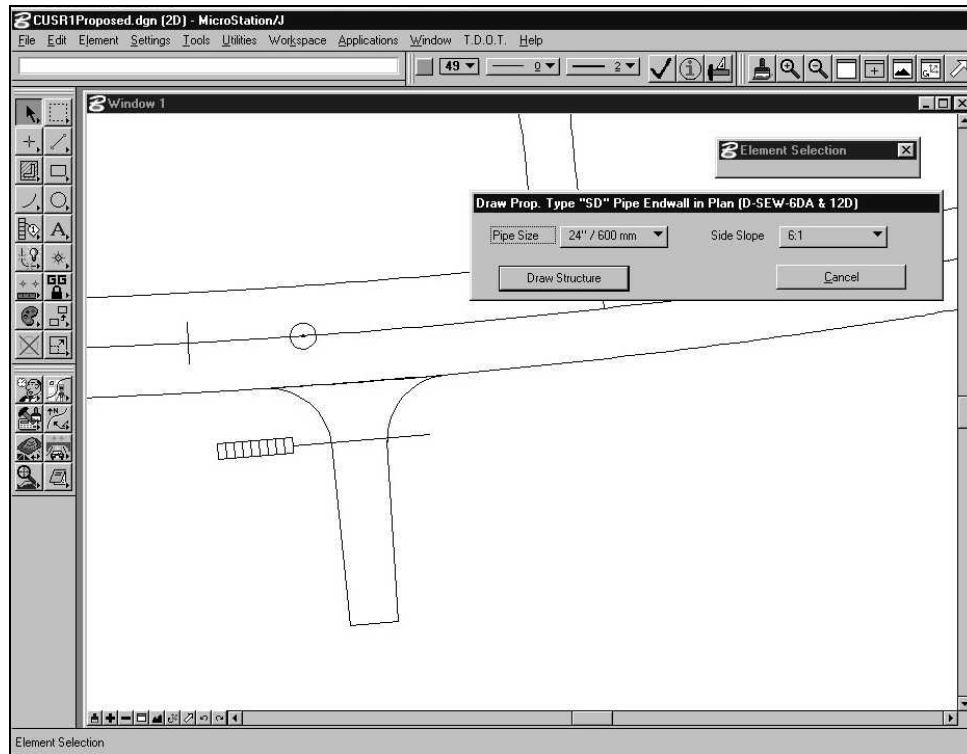 CUSR1Proposed.dgn (2D) - MicroStation/J
File Edit Element Settings Tools Utilities Workspace Applications Window T.D.O.T. Help
49 0 2
Window 1
Element Selection
Draw Prop. Type "SD" Pipe Endwall in Plan (D-SEW-6DA & 12D)
Pipe Size 24" / 600 mm Side Slope 6:1
Draw Structure Cancel
A
GG
Element Selection